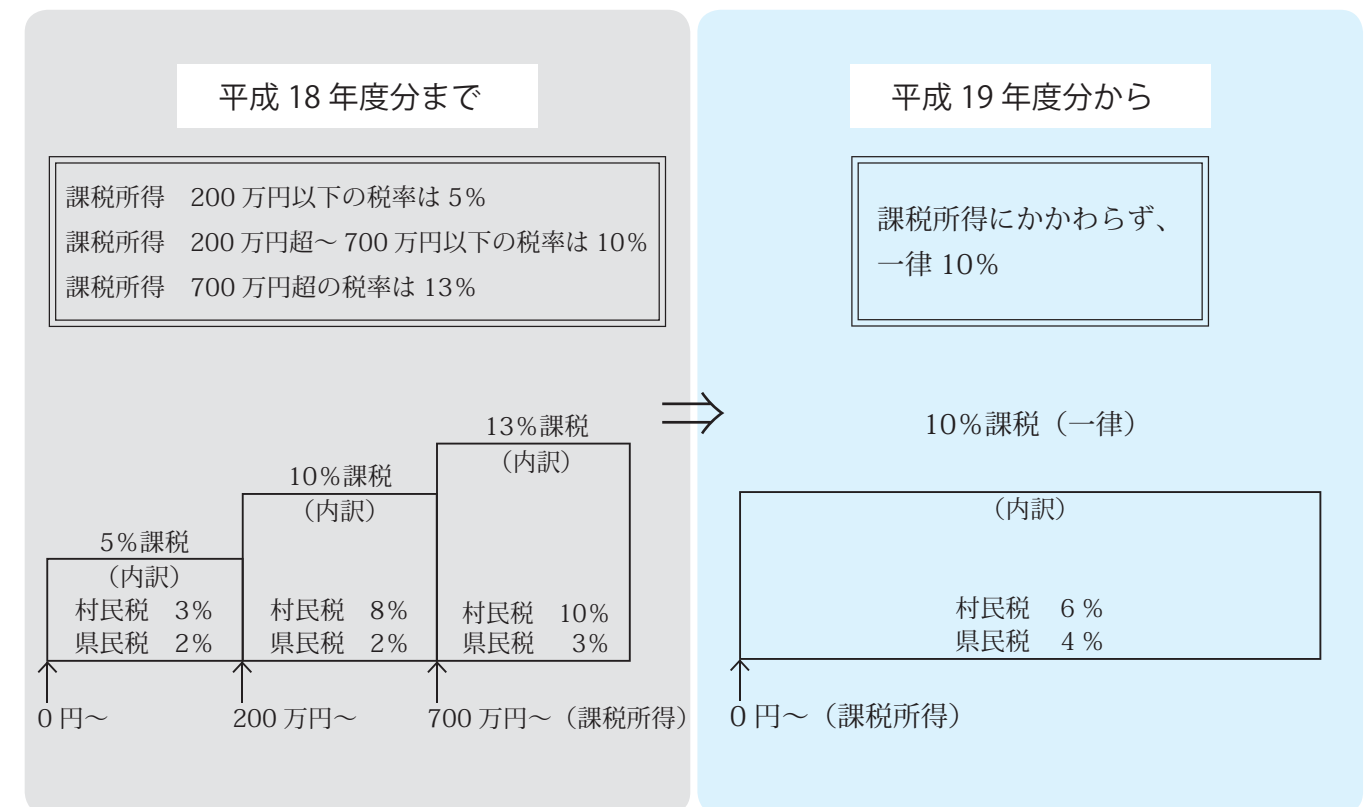 平成 18 年度分まで
課税所得　200 万円以下の税率は 5%
課税所得　200 万円超～ 700 万円以下の税率は 10%
課税所得　700 万円超の税率は 13%
5%課税
（内訳）
村民税　3%
県民税　2%
10%課税
（内訳）
村民税　8%
県民税　2%
13%課税
（内訳）
村民税　10%
県民税　3%
0 円～
200 万円～
700 万円～（課税所得）
⇒
平成 19 年度分から
課税所得にかかわらず、
一律 10%
10%課税（一律）
（内訳）
村民税　6 %
県民税　4 %
0 円～（課税所得）